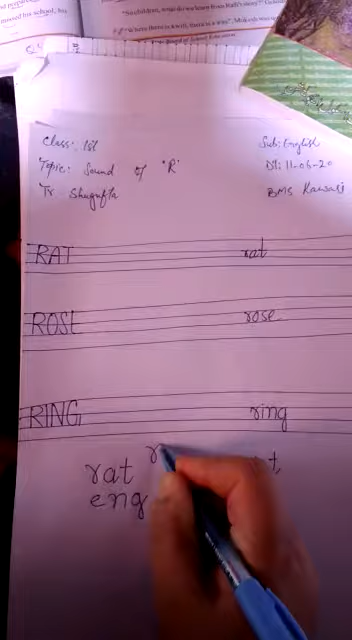 Class: 1st Sub: English
Topic: Sound of "R" Dt: 11-06-20
Tr Shugufta BMS Rawali
RAT rat
ROSE rose
RING ring
rat r
eng